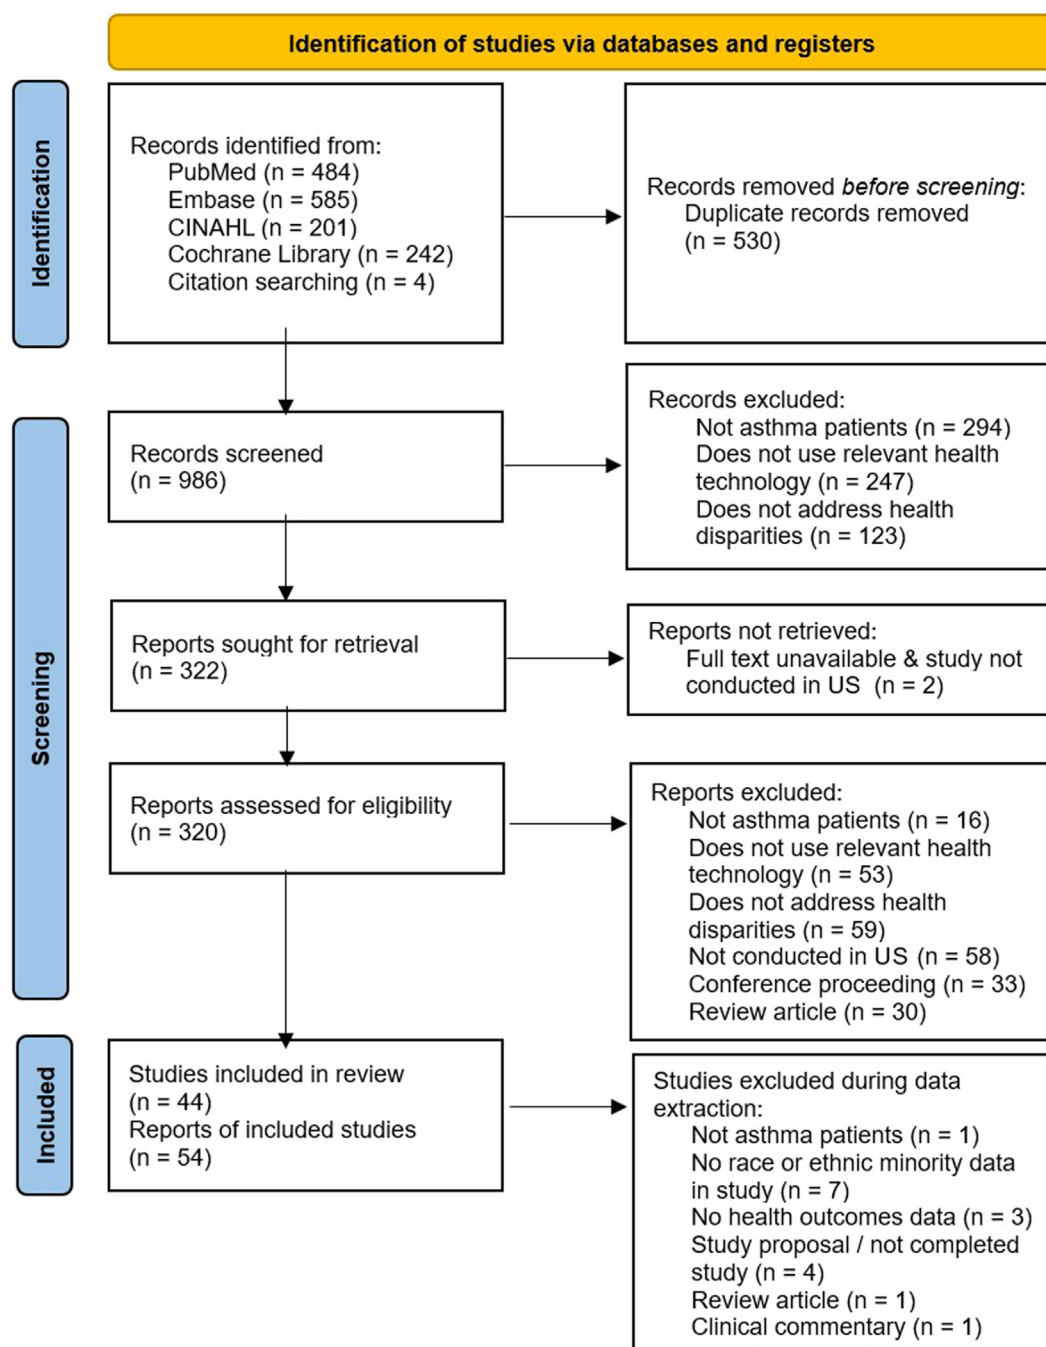 Identification of studies via databases and registers
Identification
Records identified from:
PubMed (n = 484)
Embase (n = 585)
CINAHL (n = 201)
Cochrane Library (n = 242)
Citation searching (n = 4)
Records removed before screening:
Duplicate records removed
(n = 530)
Screening
Records screened
(n = 986)
Records excluded:
Not asthma patients (n = 294)
Does not use relevant health
technology (n = 247)
Does not address health
disparities (n = 123)
Reports sought for retrieval
(n = 322)
Reports not retrieved:
Full text unavailable & study not
conducted in US (n = 2)
Reports assessed for eligibility
(n = 320)
Reports excluded:
Not asthma patients (n = 16)
Does not use relevant health
technology (n = 53)
Does not address health
disparities (n = 59)
Not conducted in US (n = 58)
Conference proceeding (n = 33)
Review article (n = 30)
Included
Studies included in review
(n = 44)
Reports of included studies
(n = 54)
Studies excluded during data
extraction:
Not asthma patients (n = 1)
No race or ethnic minority data
in study (n = 7)
No health outcomes data (n = 3)
Study proposal / not completed
study (n = 4)
Review article (n = 1)
Clinical commentary (n = 1)